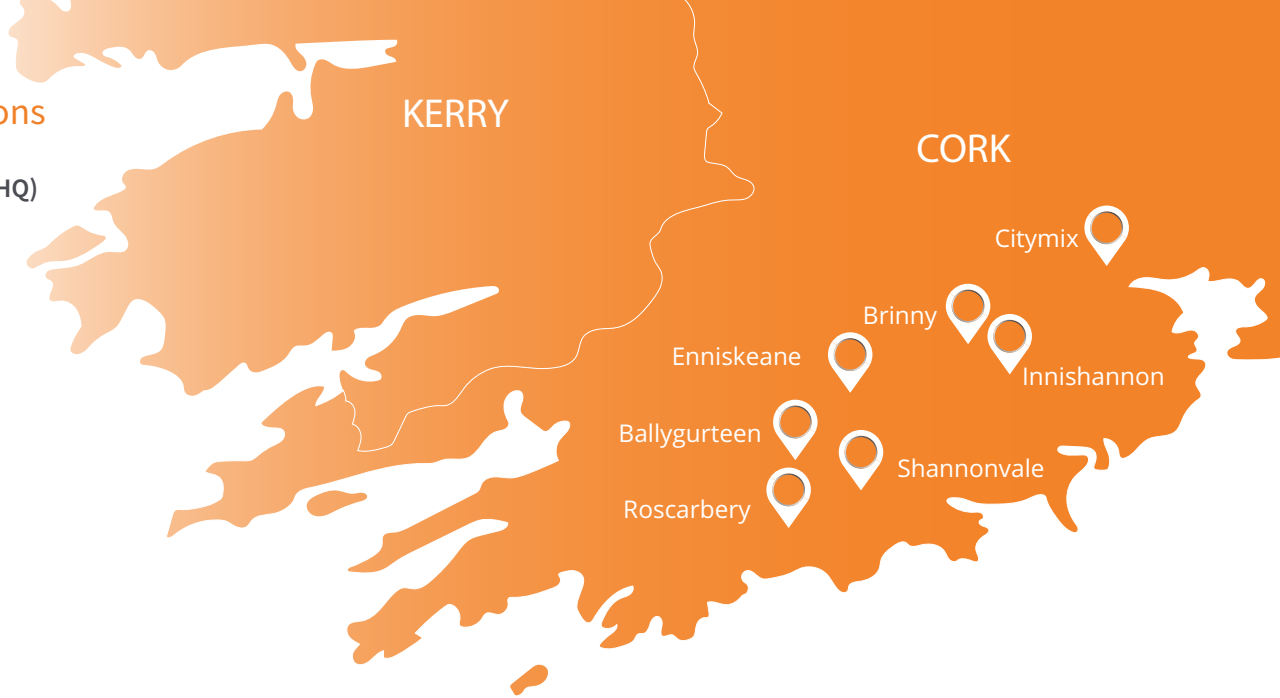 ons
HQ)
KERRY
CORK
Citymix
Brinny
Innishannon
Enniskeane
Ballygurteen
Shannonvale
Roscarbery